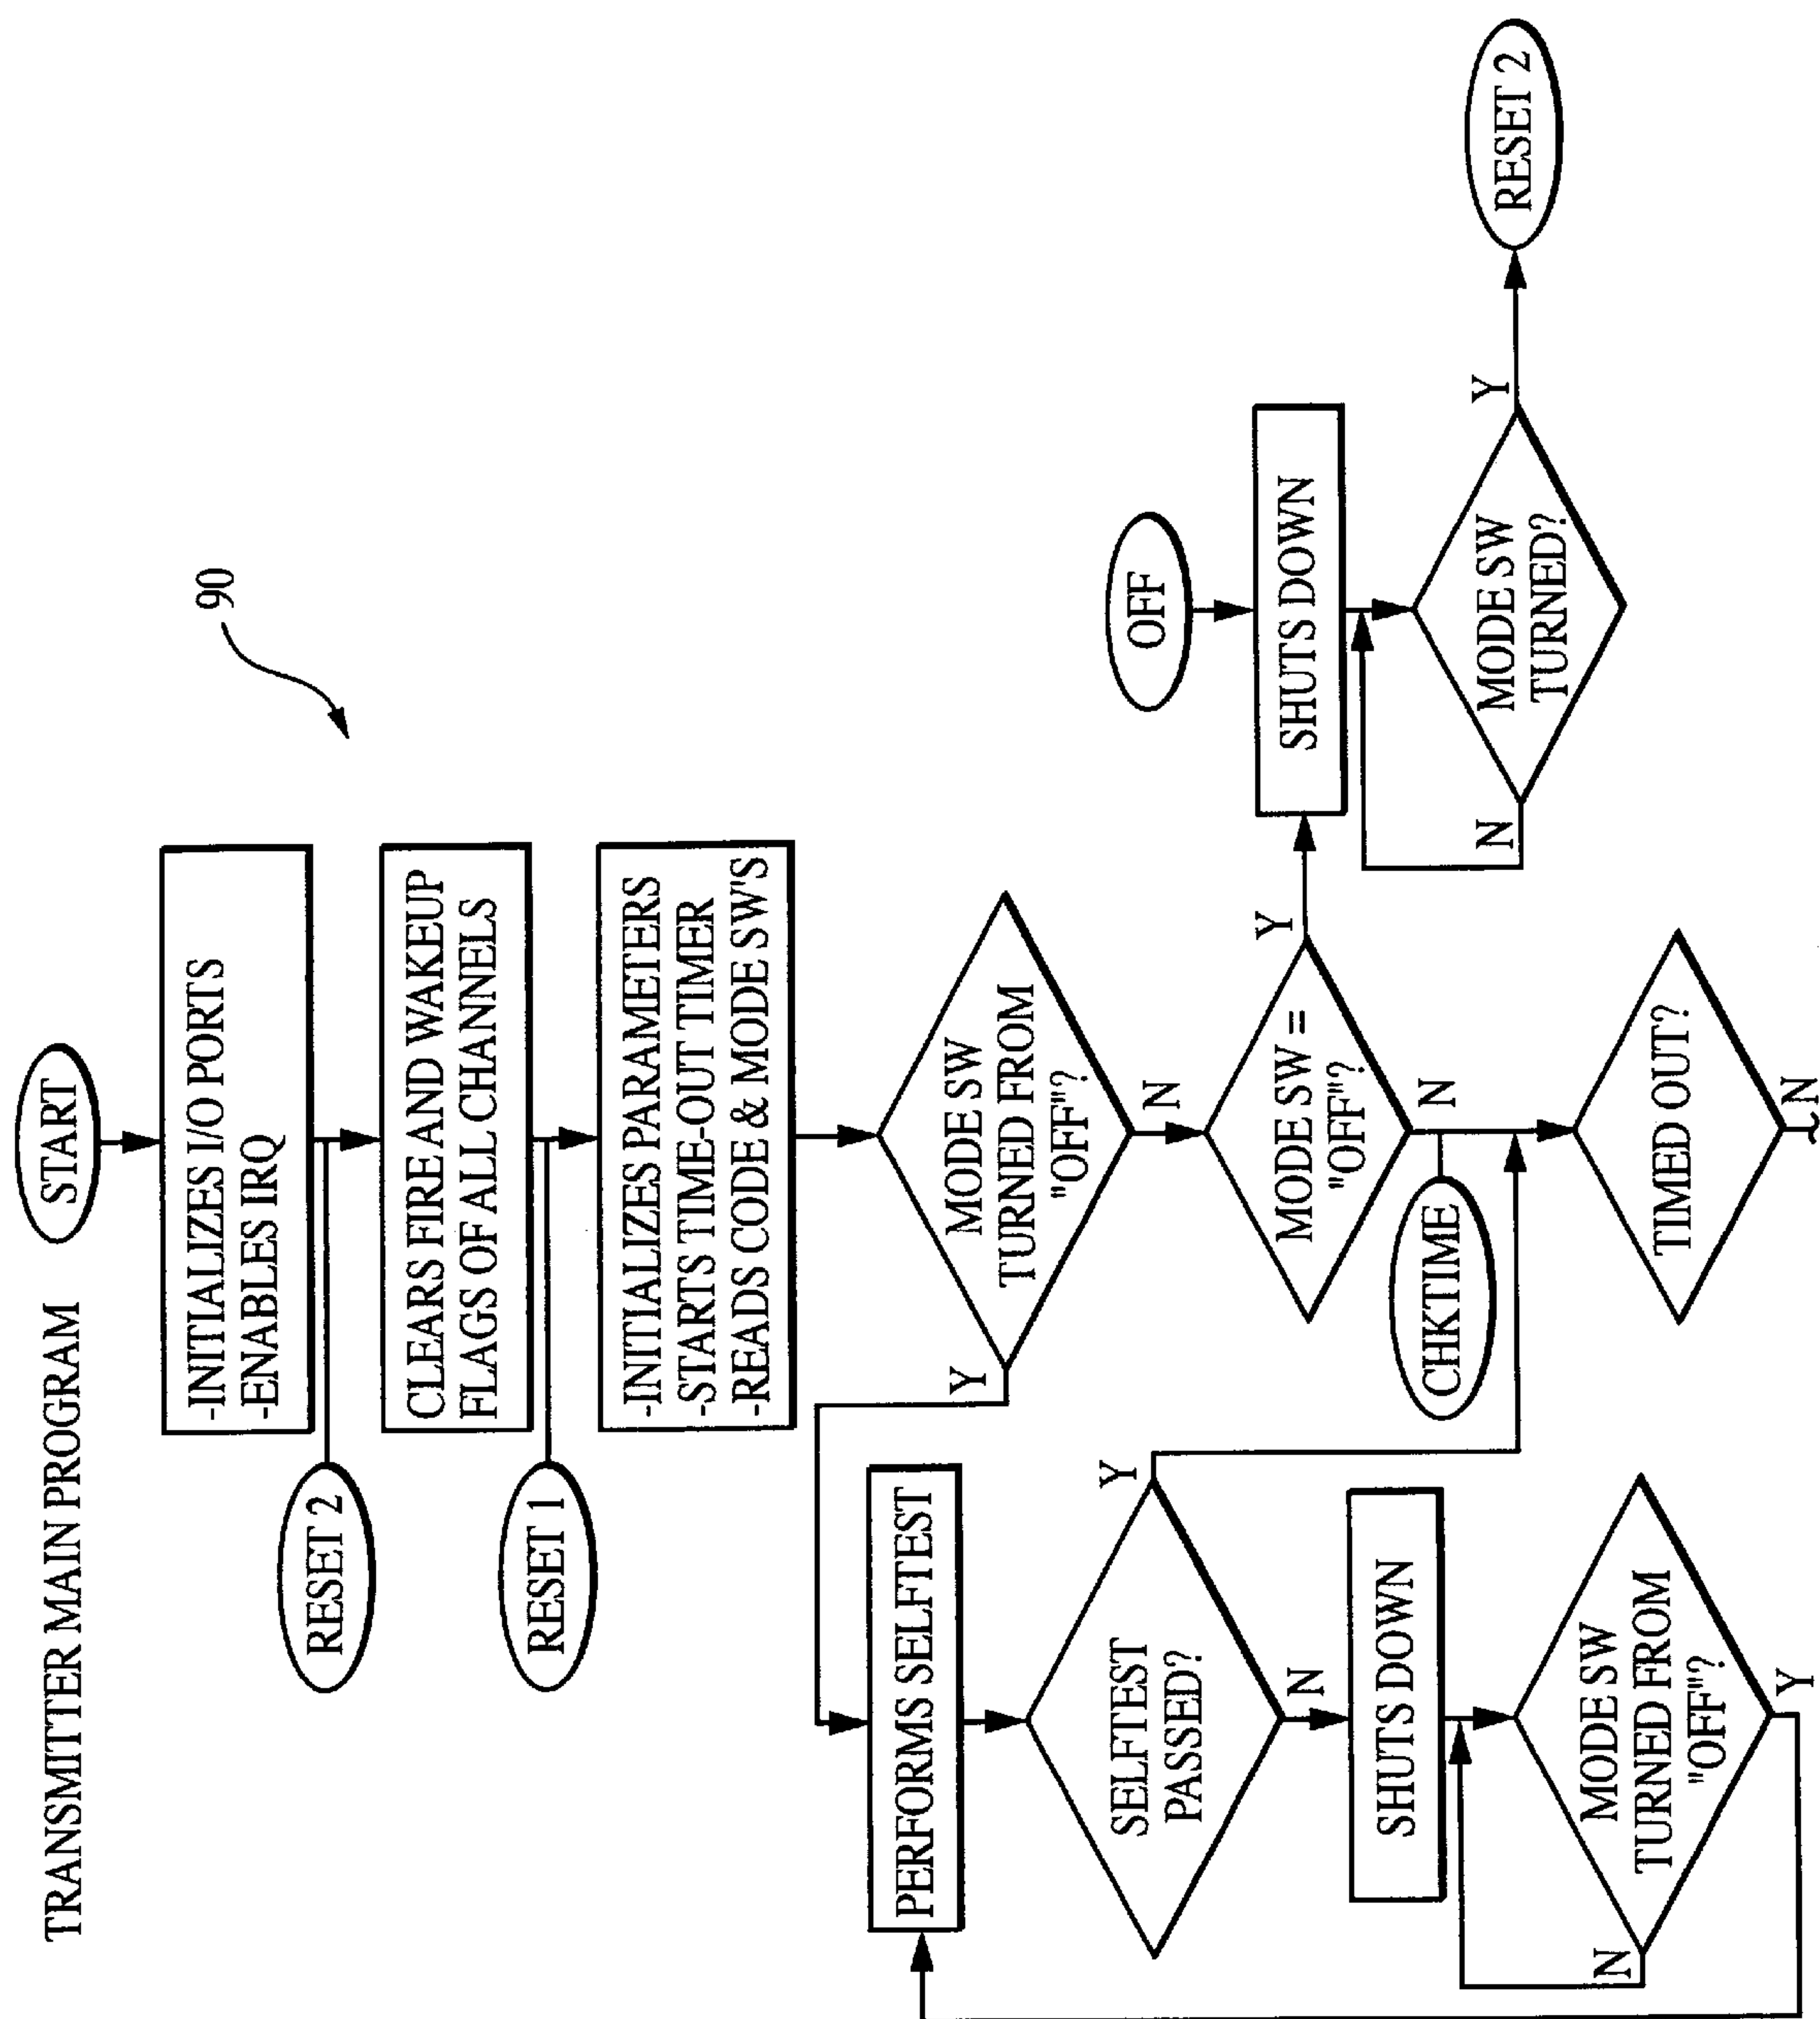 TRANSMITTER MAIN PROGRAM
START
90
-INITIALIZES I/O PORTS
-ENABLES IRQ
RESET 2
CLEARS FIRE AND WAKEUP
FLAGS OF ALL CHANNELS
RESET 1
-INITIALIZES PARAMETERS
-STARTS TIME-OUT TIMER
-READS CODE & MODE SW'S
MODE SW
TURNED FROM
"OFF"?
Y
N
PERFORMS SELFTEST
SELFTEST
PASSED?
Y
N
SHUTS DOWN
MODE SW
TURNED FROM
"OFF"?
N
Y
MODE SW =
"OFF"?
Y
N
CHKTIME
TIMED OUT?
N
OFF
SHUTS DOWN
MODE SW
TURNED?
N
Y
RESET 2